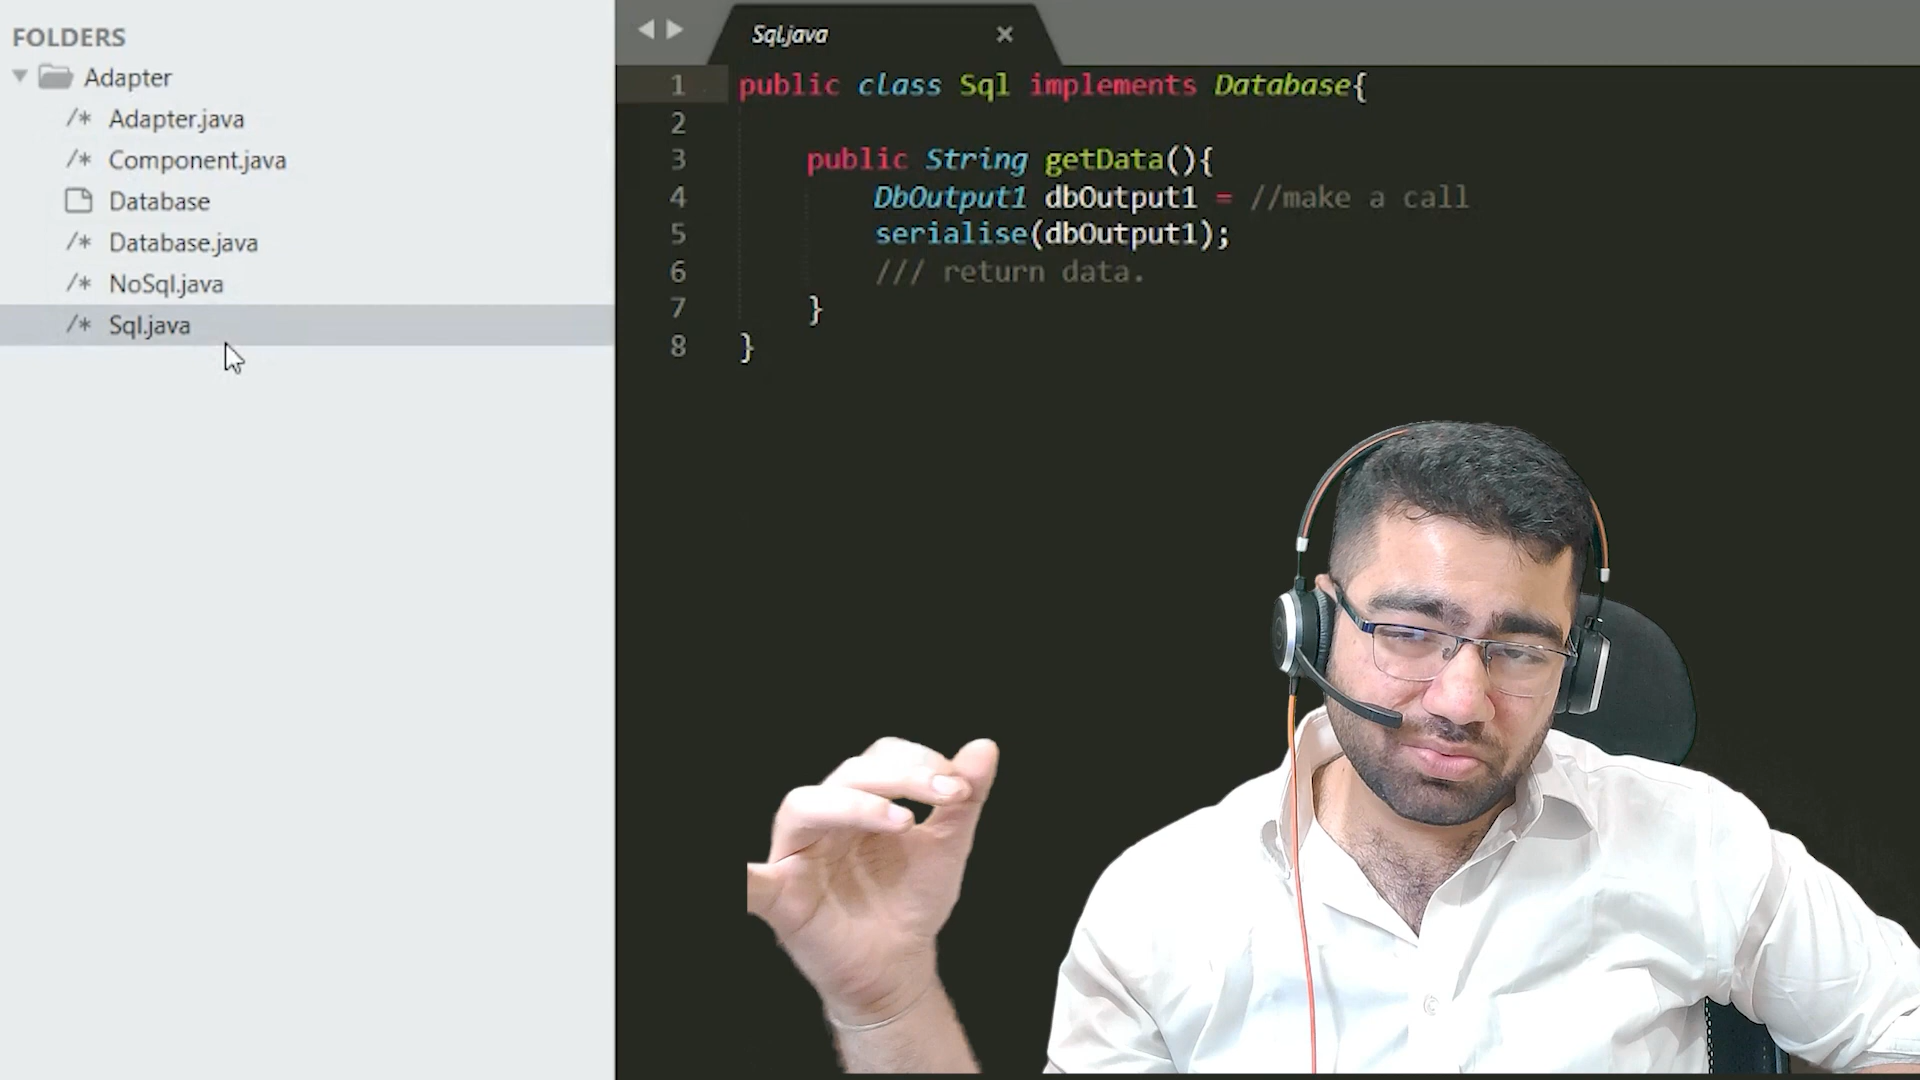 FOLDERS
Adapter
/* Adapter.java
/* Component.java
Database
/* Database.java
/* NoSql.java
/* Sql.java
Sql.java
1 public class Sql implements Database{
2
3 public String getData(){
4 DbOutput1 dbOutput1 = //make a call
5 serialise(dbOutput1);
6 /// return data.
7 }
8 }